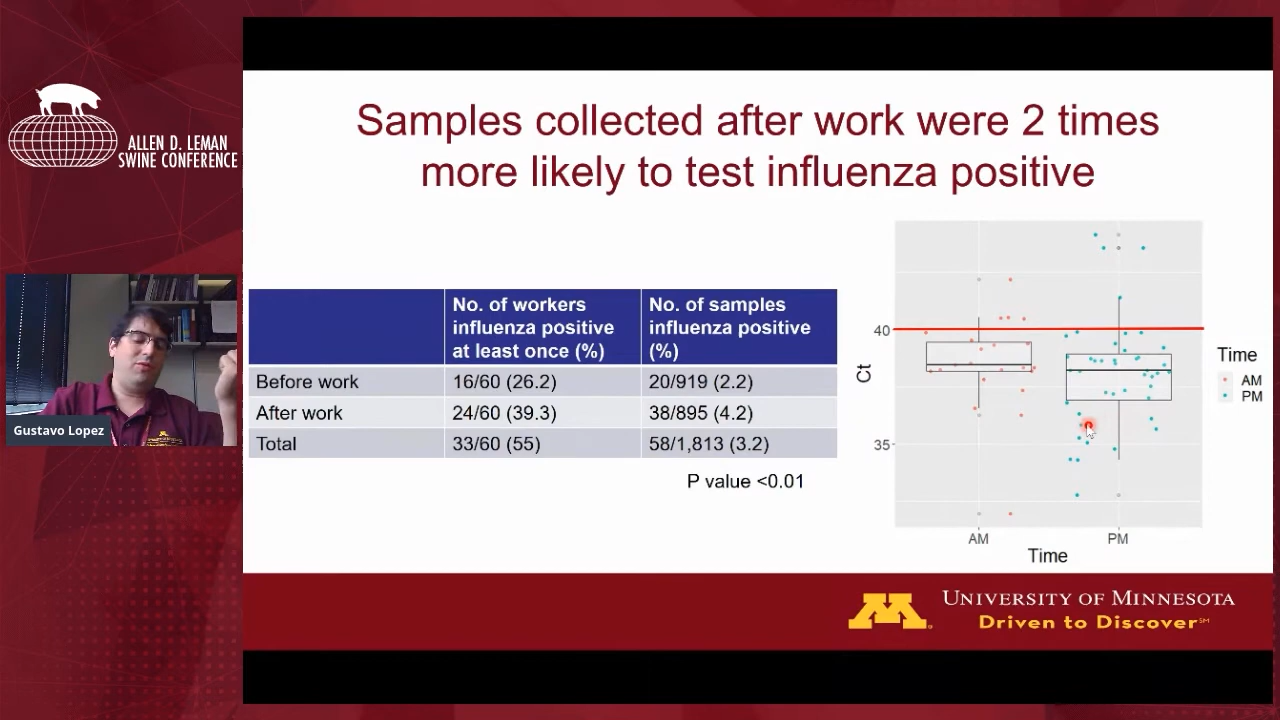 ALLEN D. LEMAN
SWINE CONFERENCE
Gustavo Lopez
Samples collected after work were 2 times
more likely to test influenza positive
No. of workers
influenza positive
at least once (%)
No. of samples
influenza positive
(%)
Before work
16/60 (26.2)
20/919 (2.2)
After work
24/60 (39.3)
38/895 (4.2)
Total
33/60 (55)
58/1,813 (3.2)
P value <0.01
40
35
Ct
AM
PM
Time
Time
AM
PM
UNIVERSITY OF MINNESOTA
Driven to Discover℠